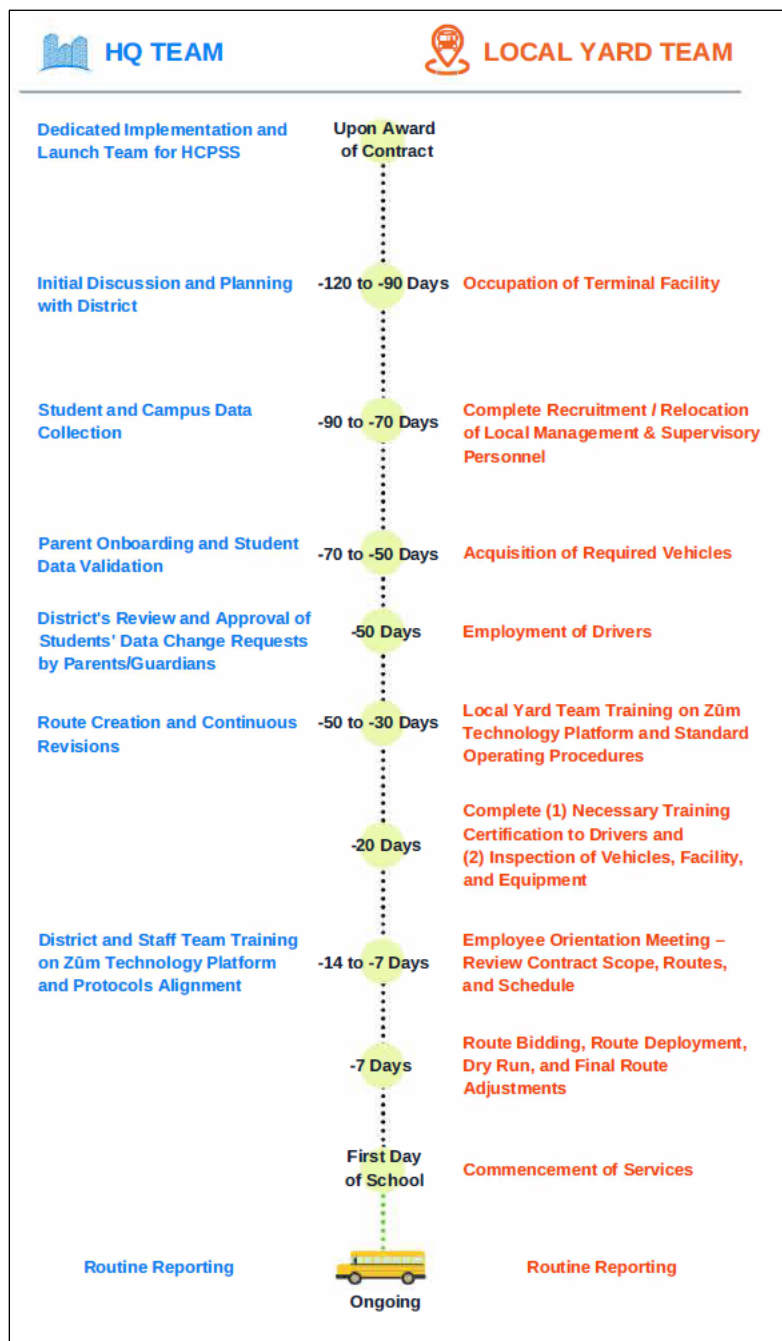 HQ TEAM
LOCAL YARD TEAM
Dedicated Implementation and
Launch Team for HCPSS
Upon Award
of Contract
Initial Discussion and Planning
with District
-120 to -90 Days
Occupation of Terminal Facility
Student and Campus Data
Collection
-90 to -70 Days
Complete Recruitment / Relocation
of Local Management & Supervisory
Personnel
Parent Onboarding and Student
Data Validation
-70 to -50 Days
Acquisition of Required Vehicles
District's Review and Approval of
Students' Data Change Requests
by Parents/Guardians
-50 Days
Employment of Drivers
Route Creation and Continuous
Revisions
-50 to -30 Days
Local Yard Team Training on Zūm
Technology Platform and Standard
Operating Procedures
-20 Days
Complete (1) Necessary Training
Certification to Drivers and
(2) Inspection of Vehicles, Facility,
and Equipment
District and Staff Team Training
on Zūm Technology Platform
and Protocols Alignment
-14 to -7 Days
Employee Orientation Meeting –
Review Contract Scope, Routes,
and Schedule
-7 Days
Route Bidding, Route Deployment,
Dry Run, and Final Route
Adjustments
First Day
of School
Commencement of Services
Routine Reporting
Ongoing
Routine Reporting